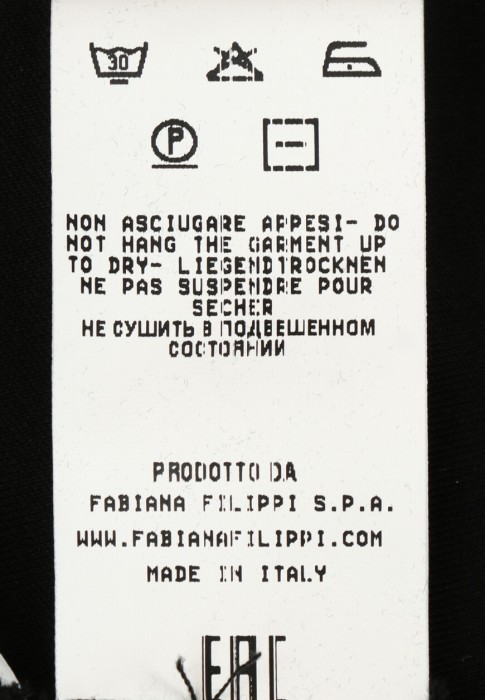 30
P
NON ASCIUGARE APPESI- DO
NOT HANG THE GARMENT UP
TO DRY- LIEGENDTROCKNEN
NE PAS SUSPENDRE POUR
SECHER
НЕ СУШИТЬ В ПОДВЕШЕННОМ
СОСТОЯНИИ
PRODOTTO DA
FABIANA FILIPPI S.P.A.
WWW.FABIANAFILIPPI.COM
MADE IN ITALY
EAC